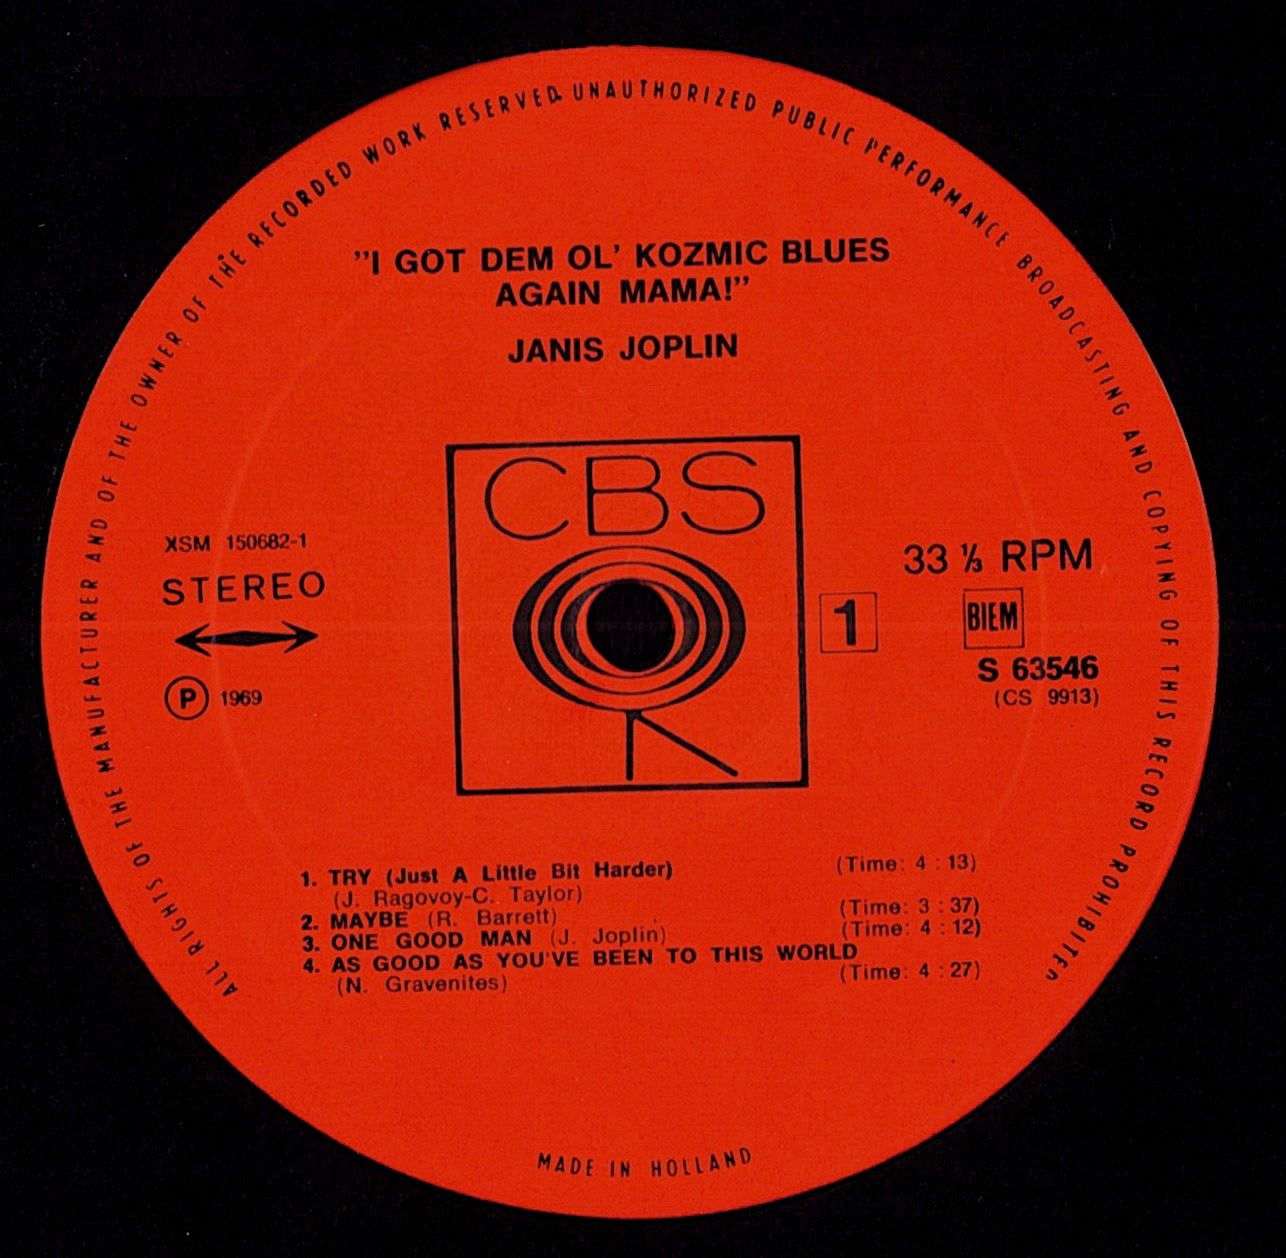 ALL RIGHTS OF THE MANUFACTURER AND OF THE OWNER OF THE RECORDED WORK RESERVED. UNAUTHORIZED PUBLIC PERFORMANCE BROADCASTING AND COPYING OF THIS RECORD PROHIBITED
"I GOT DEM OL' KOZMIC BLUES
AGAIN MAMA!"
JANIS JOPLIN
CBS
XSM 150682-1
STEREO
P 1969
1
33 ⅓ RPM
BIEM
S 63546
(CS 9913)
1. TRY (Just A Little Bit Harder) (Time: 4 : 13)
(J. Ragovoy-C. Taylor)
2. MAYBE (R. Barrett) (Time: 3 : 37)
3. ONE GOOD MAN (J. Joplin) (Time: 4 : 12)
4. AS GOOD AS YOU'VE BEEN TO THIS WORLD
(N. Gravenites) (Time: 4 : 27)
MADE IN HOLLAND